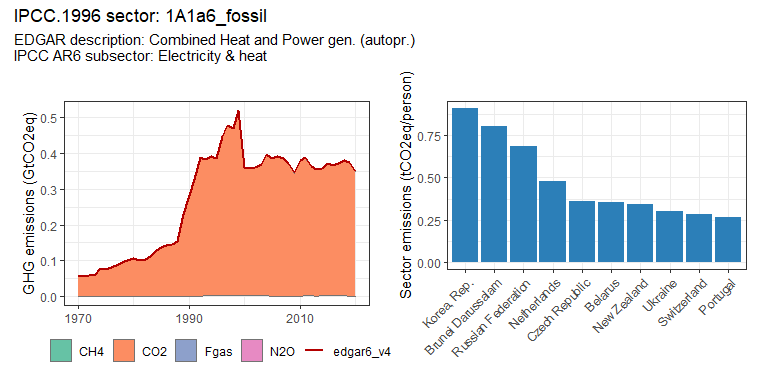 IPCC.1996 sector: 1A1a6_fossil
EDGAR description: Combined Heat and Power gen. (autopr.)
IPCC AR6 subsector: Electricity & heat
GHG emissions (GtCO2eq)
0.5
0.4
0.3
0.2
0.1
0.0
1970
1990
2010
CH4
CO2
Fgas
N2O
edgar6_v4
Sector emissions (tCO2eq/person)
0.75
0.50
0.25
0.00
Korea, Rep.
Brunei Darussalam
Russian Federation
Netherlands
Czech Republic
Belarus
New Zealand
Ukraine
Switzerland
Portugal